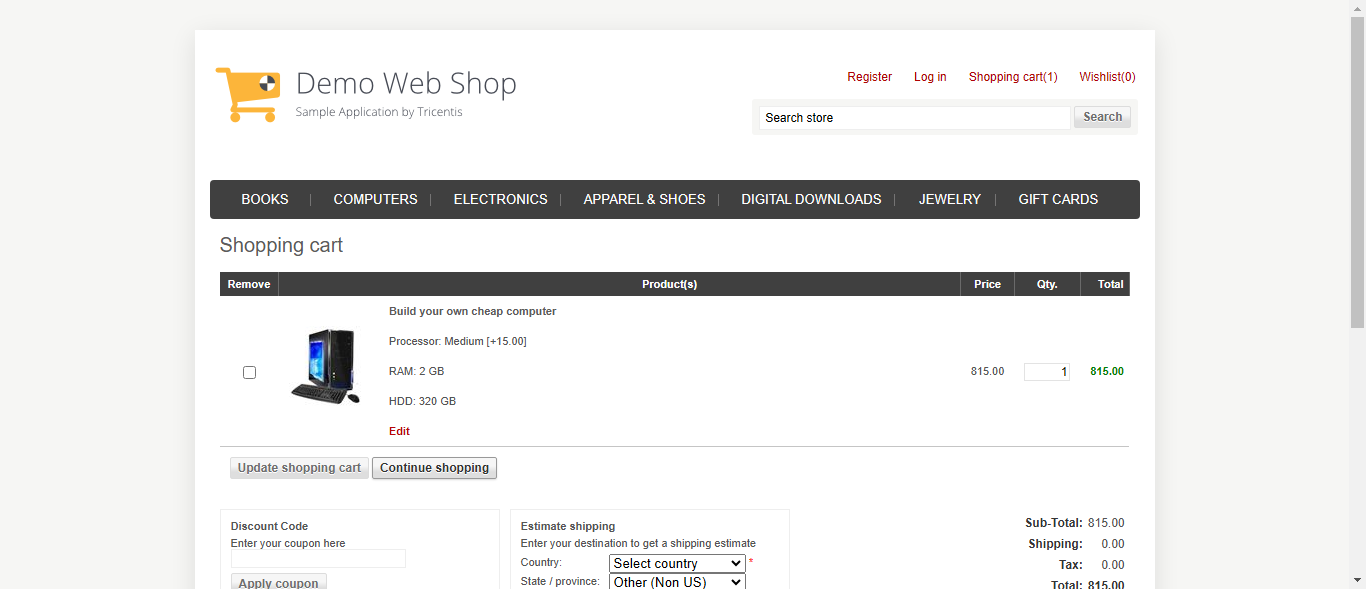 Demo Web Shop
Sample Application by Tricentis
Register Log in Shopping cart(1) Wishlist(0)
Search store Search
BOOKS COMPUTERS ELECTRONICS APPAREL & SHOES DIGITAL DOWNLOADS JEWELRY GIFT CARDS
Shopping cart
Remove Product(s) Price Qty. Total
Build your own cheap computer
Processor: Medium [+15.00]
RAM: 2 GB 815.00 1 815.00
HDD: 320 GB
Edit
Update shopping cart Continue shopping
Discount Code
Enter your coupon here
Apply coupon
Estimate shipping
Enter your destination to get a shipping estimate
Country: Select country *
State / province: Other (Non US)
Sub-Total: 815.00
Shipping: 0.00
Tax: 0.00
Total: 815.00